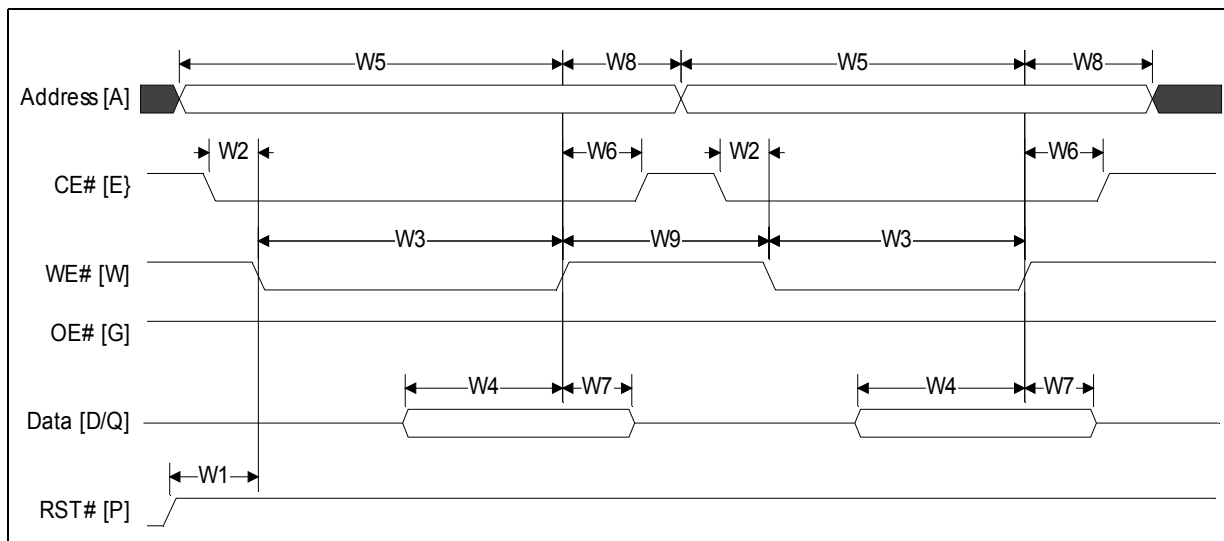 W5 W8 W5 W8
Address [A]
W2 W6 W2 W6
CE# [E}
W3 W9 W3
WE# [W]
OE# [G]
W4 W7 W4 W7
Data [D/Q]
W1
RST# [P]